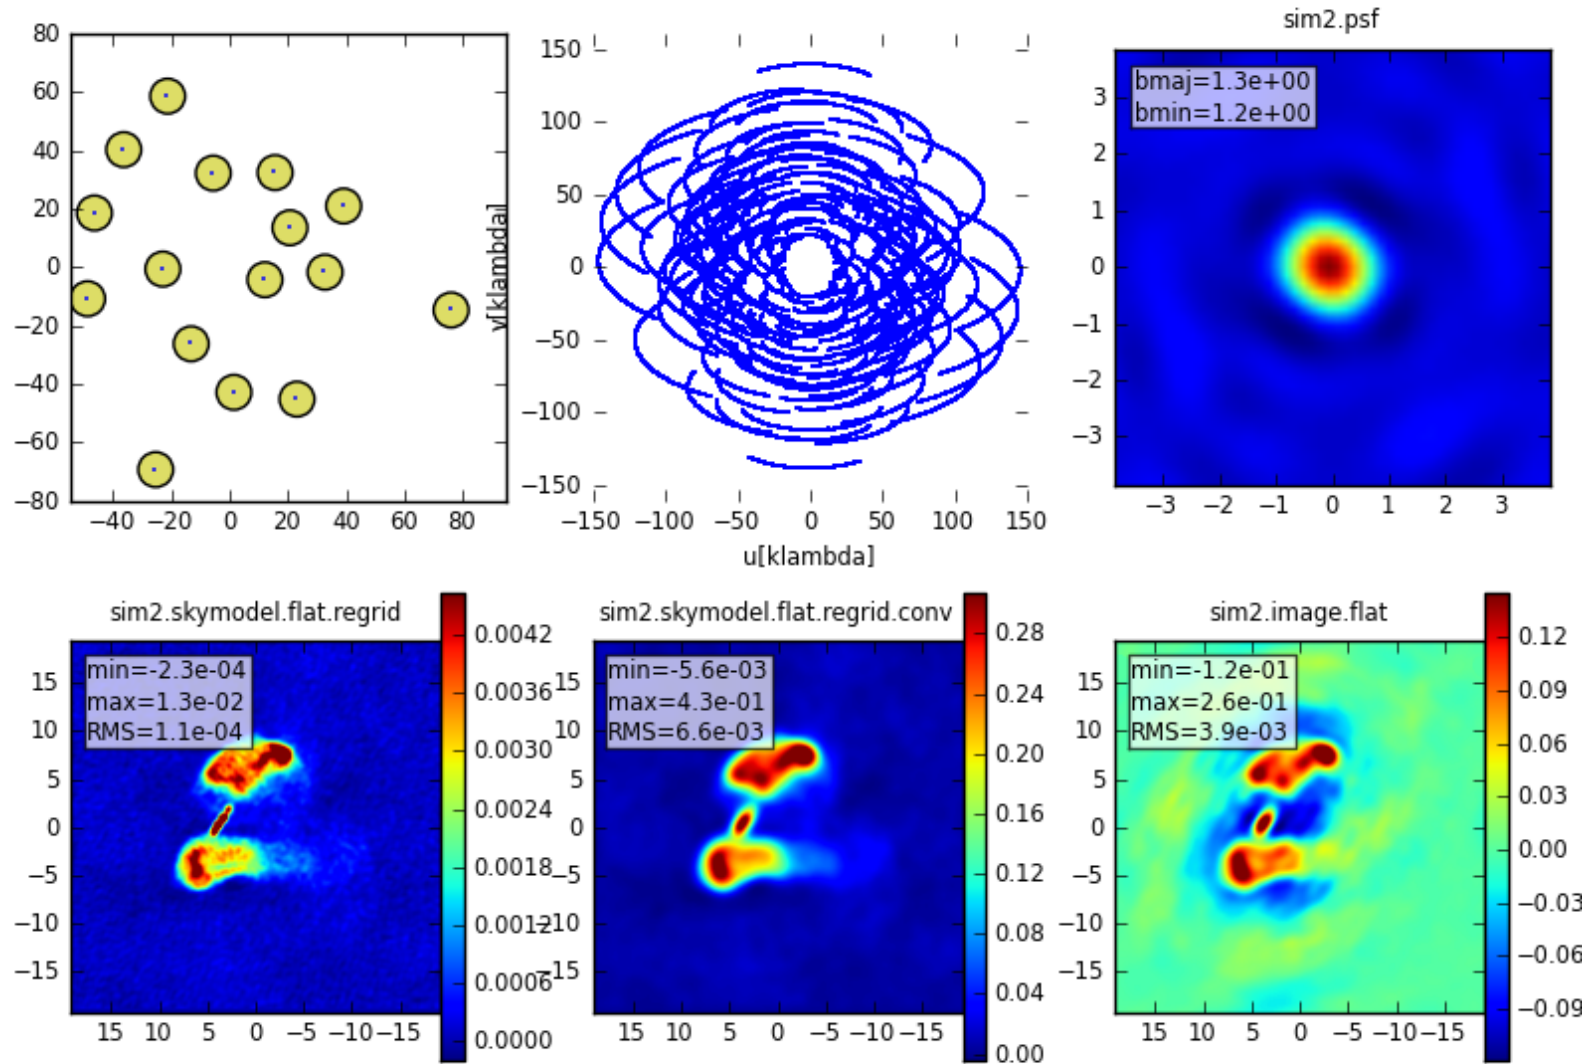 sim2.psf
80
60
40
20
0
−20
−40
−60
−80
−40 −20 0 20 40 60 80
v[klambda]
150
100
50
0
−50
−100
−150
−150 −100 −50 0 50 100 150
u[klambda]
bmaj=1.3e+00
bmin=1.2e+00
3
2
1
0
−1
−2
−3
−3 −2 −1 0 1 2 3
sim2.skymodel.flat.regrid
min=-2.3e-04
max=1.3e-02
RMS=1.1e-04
15
10
5
0
−5
−10
−15
15 10 5 0 −5 −10 −15
0.0042
0.0036
0.0030
0.0024
0.0018
0.0012
0.0006
0.0000
sim2.skymodel.flat.regrid.conv
min=-5.6e-03
max=4.3e-01
RMS=6.6e-03
15
10
5
0
−5
−10
−15
15 10 5 0 −5 −10 −15
0.28
0.24
0.20
0.16
0.12
0.08
0.04
0.00
sim2.image.flat
min=-1.2e-01
max=2.6e-01
RMS=3.9e-03
15
10
5
0
−5
−10
−15
15 10 5 0 −5 −10 −15
0.12
0.09
0.06
0.03
0.00
−0.03
−0.06
−0.09